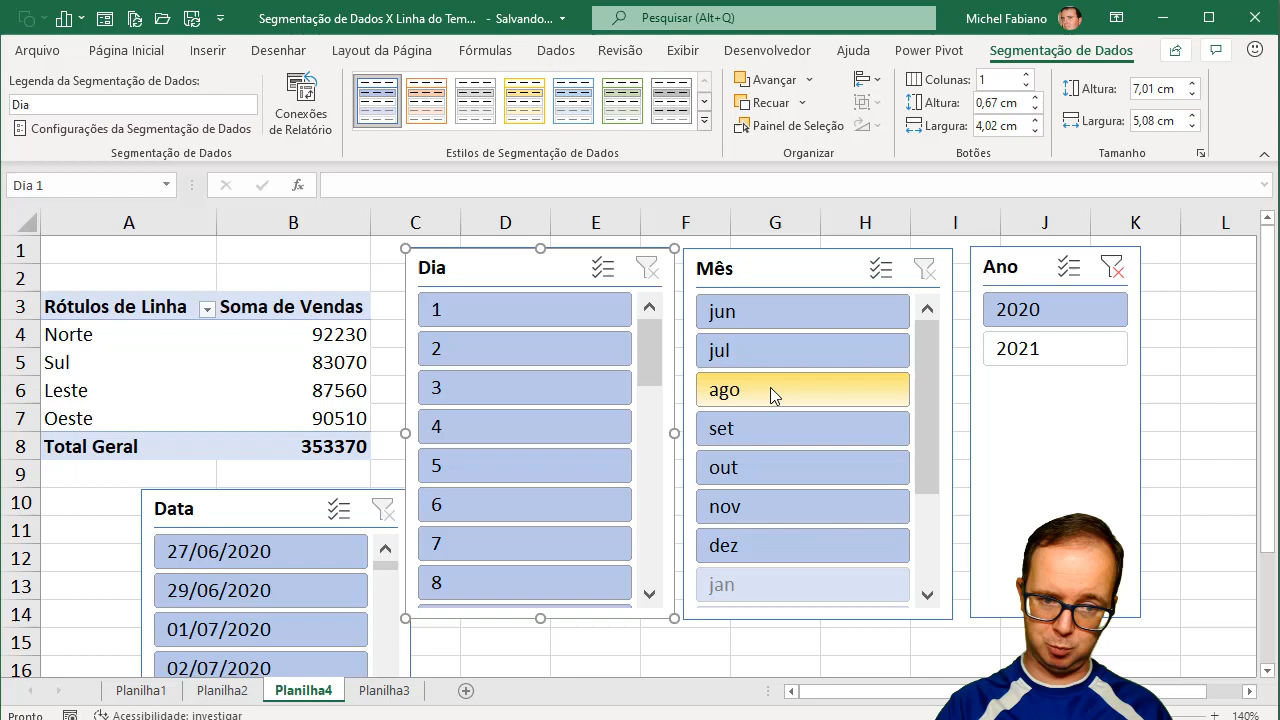 Segmentação de Dados X Linha do Tem... - Salvando...
Pesquisar (Alt+Q)
Michel Fabiano
Arquivo
Página Inicial
Inserir
Desenhar
Layout da Página
Fórmulas
Dados
Revisão
Exibir
Desenvolvedor
Ajuda
Power Pivot
Segmentação de Dados
Legenda da Segmentação de Dados:
Dia
Configurações da Segmentação de Dados
Segmentação de Dados
Conexões
de Relatório
Estilos de Segmentação de Dados
Avançar
Recuar
Painel de Seleção
Organizar
Colunas: 1
Altura: 0,67 cm
Largura: 4,02 cm
Botões
Altura: 7,01 cm
Largura: 5,08 cm
Tamanho
Dia 1
fx
A B C D E F G H I J K L
1
2
3 Rótulos de Linha Soma de Vendas
4 Norte 92230
5 Sul 83070
6 Leste 87560
7 Oeste 90510
8 Total Geral 353370
9
10
11
12
13
14
15
16
Data
27/06/2020
29/06/2020
01/07/2020
02/07/2020
Dia
1
2
3
4
5
6
7
8
Mês
jun
jul
ago
set
out
nov
dez
jan
Ano
2020
2021
Planilha1
Planilha2
Planilha4
Planilha3
Pronto
Acessibilidade: investigar
140%